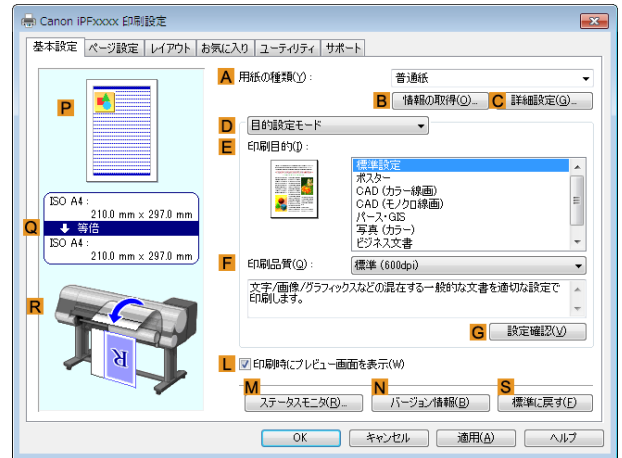 Canon iPFxxxx 印刷設定
基本設定 ページ設定 レイアウト お気に入り ユーティリティ サポート
A 用紙の種類(Y): 普通紙
B 情報の取得(O)... C 詳細設定(G)...
P
D 目的設定モード
E 印刷目的(I):
標準設定
ポスター
CAD (カラー線画)
CAD (モノクロ線画)
パース・GIS
写真 (カラー)
ビジネス文書
ISO A4 :
210.0 mm x 297.0 mm
Q 等倍
ISO A4 :
210.0 mm x 297.0 mm
F 印刷品質(Q): 標準 (600dpi)
文字/画像/グラフィックスなどの混在する一般的な文書を適切な設定で
印刷します。
R
G 設定確認(V)
L 印刷時にプレビュー画面を表示(W)
M N S
ステータスモニタ(R)... バージョン情報(B) 標準に戻す(F)
OK キャンセル 適用(A) ヘルプ